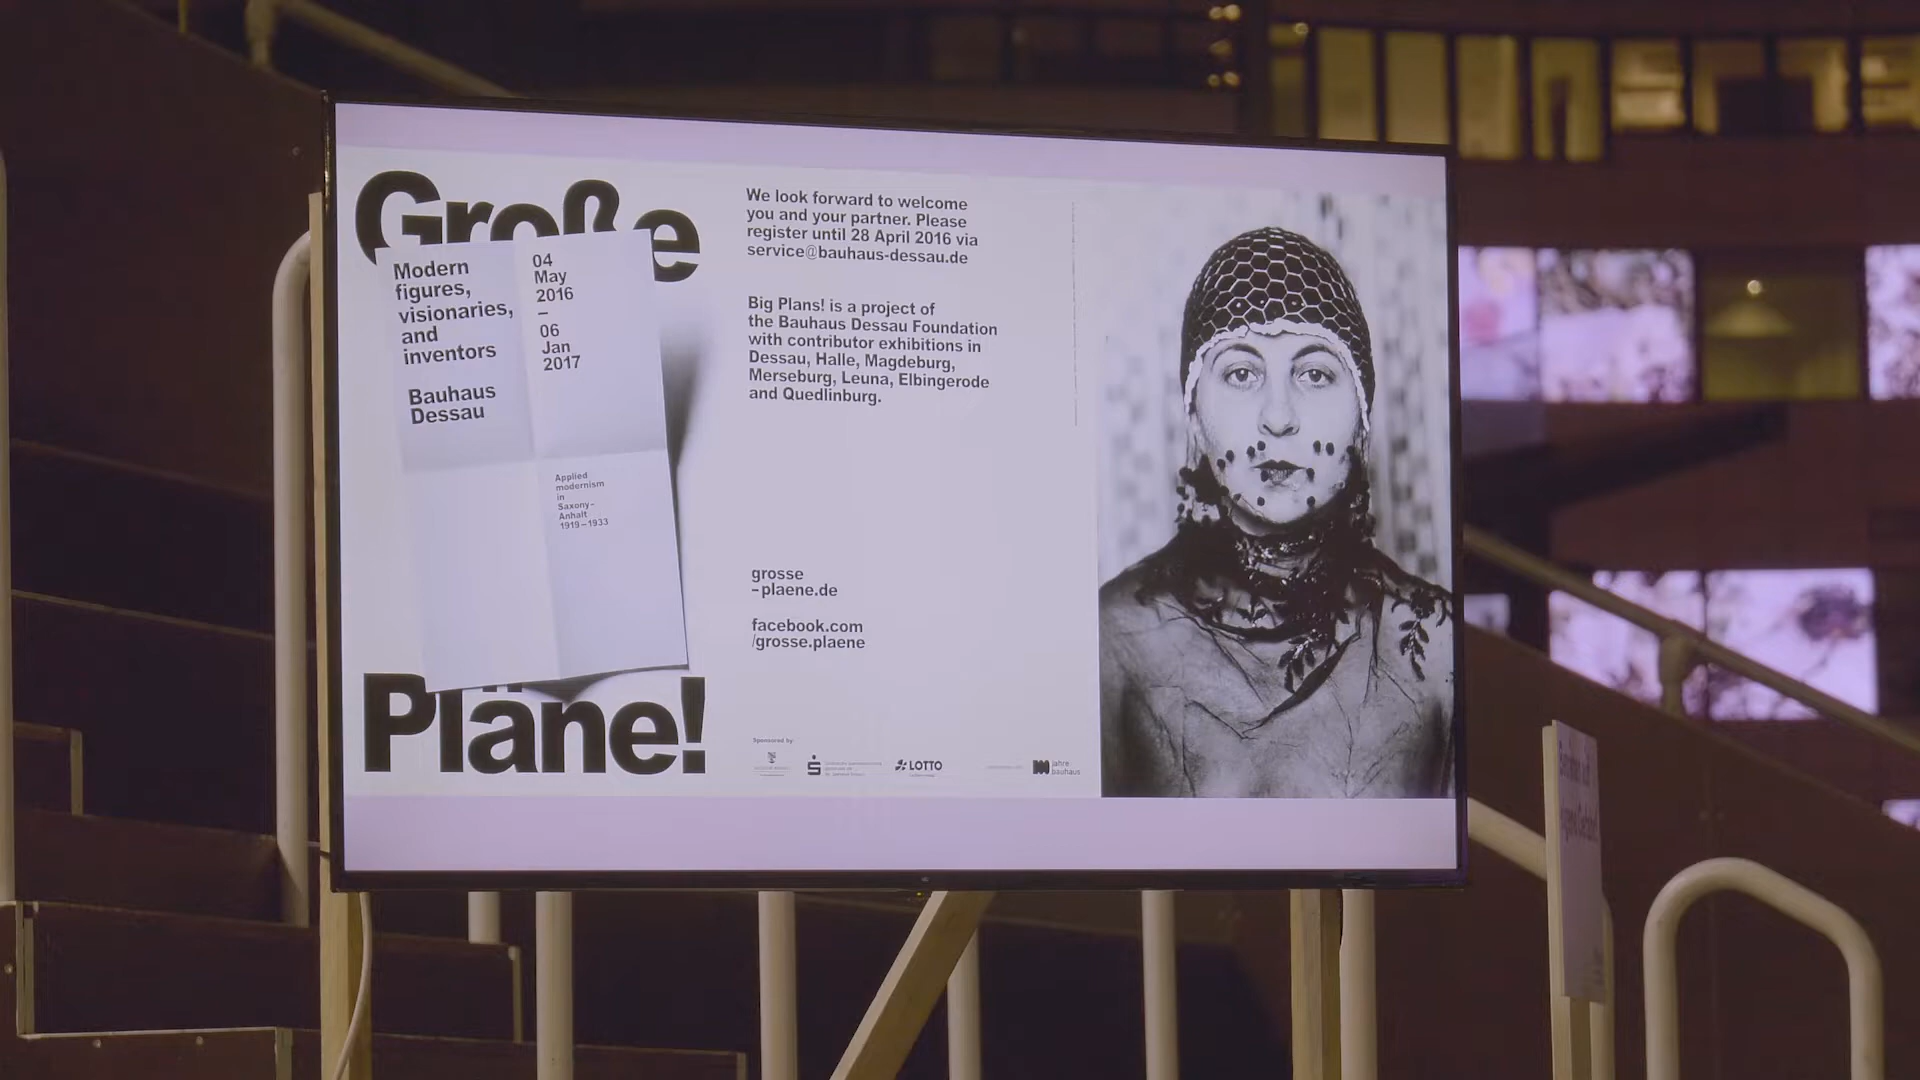 Große
Modern
figures,
visionaries,
and
inventors
Bauhaus
Dessau
04
May
2016
–
06
Jan
2017
Applied
modernism
in
Saxony–
Anhalt
1919–1933
Pläne!
We look forward to welcome
you and your partner. Please
register until 28 April 2016 via
service@bauhaus-dessau.de
Big Plans! is a project of
the Bauhaus Dessau Foundation
with contributor exhibitions in
Dessau, Halle, Magdeburg,
Merseburg, Leuna, Elbingerode
and Quedlinburg.
grosse
–plaene.de
facebook.com
/grosse.plaene
Sponsored by:
LOTTO
jahre
bauhaus